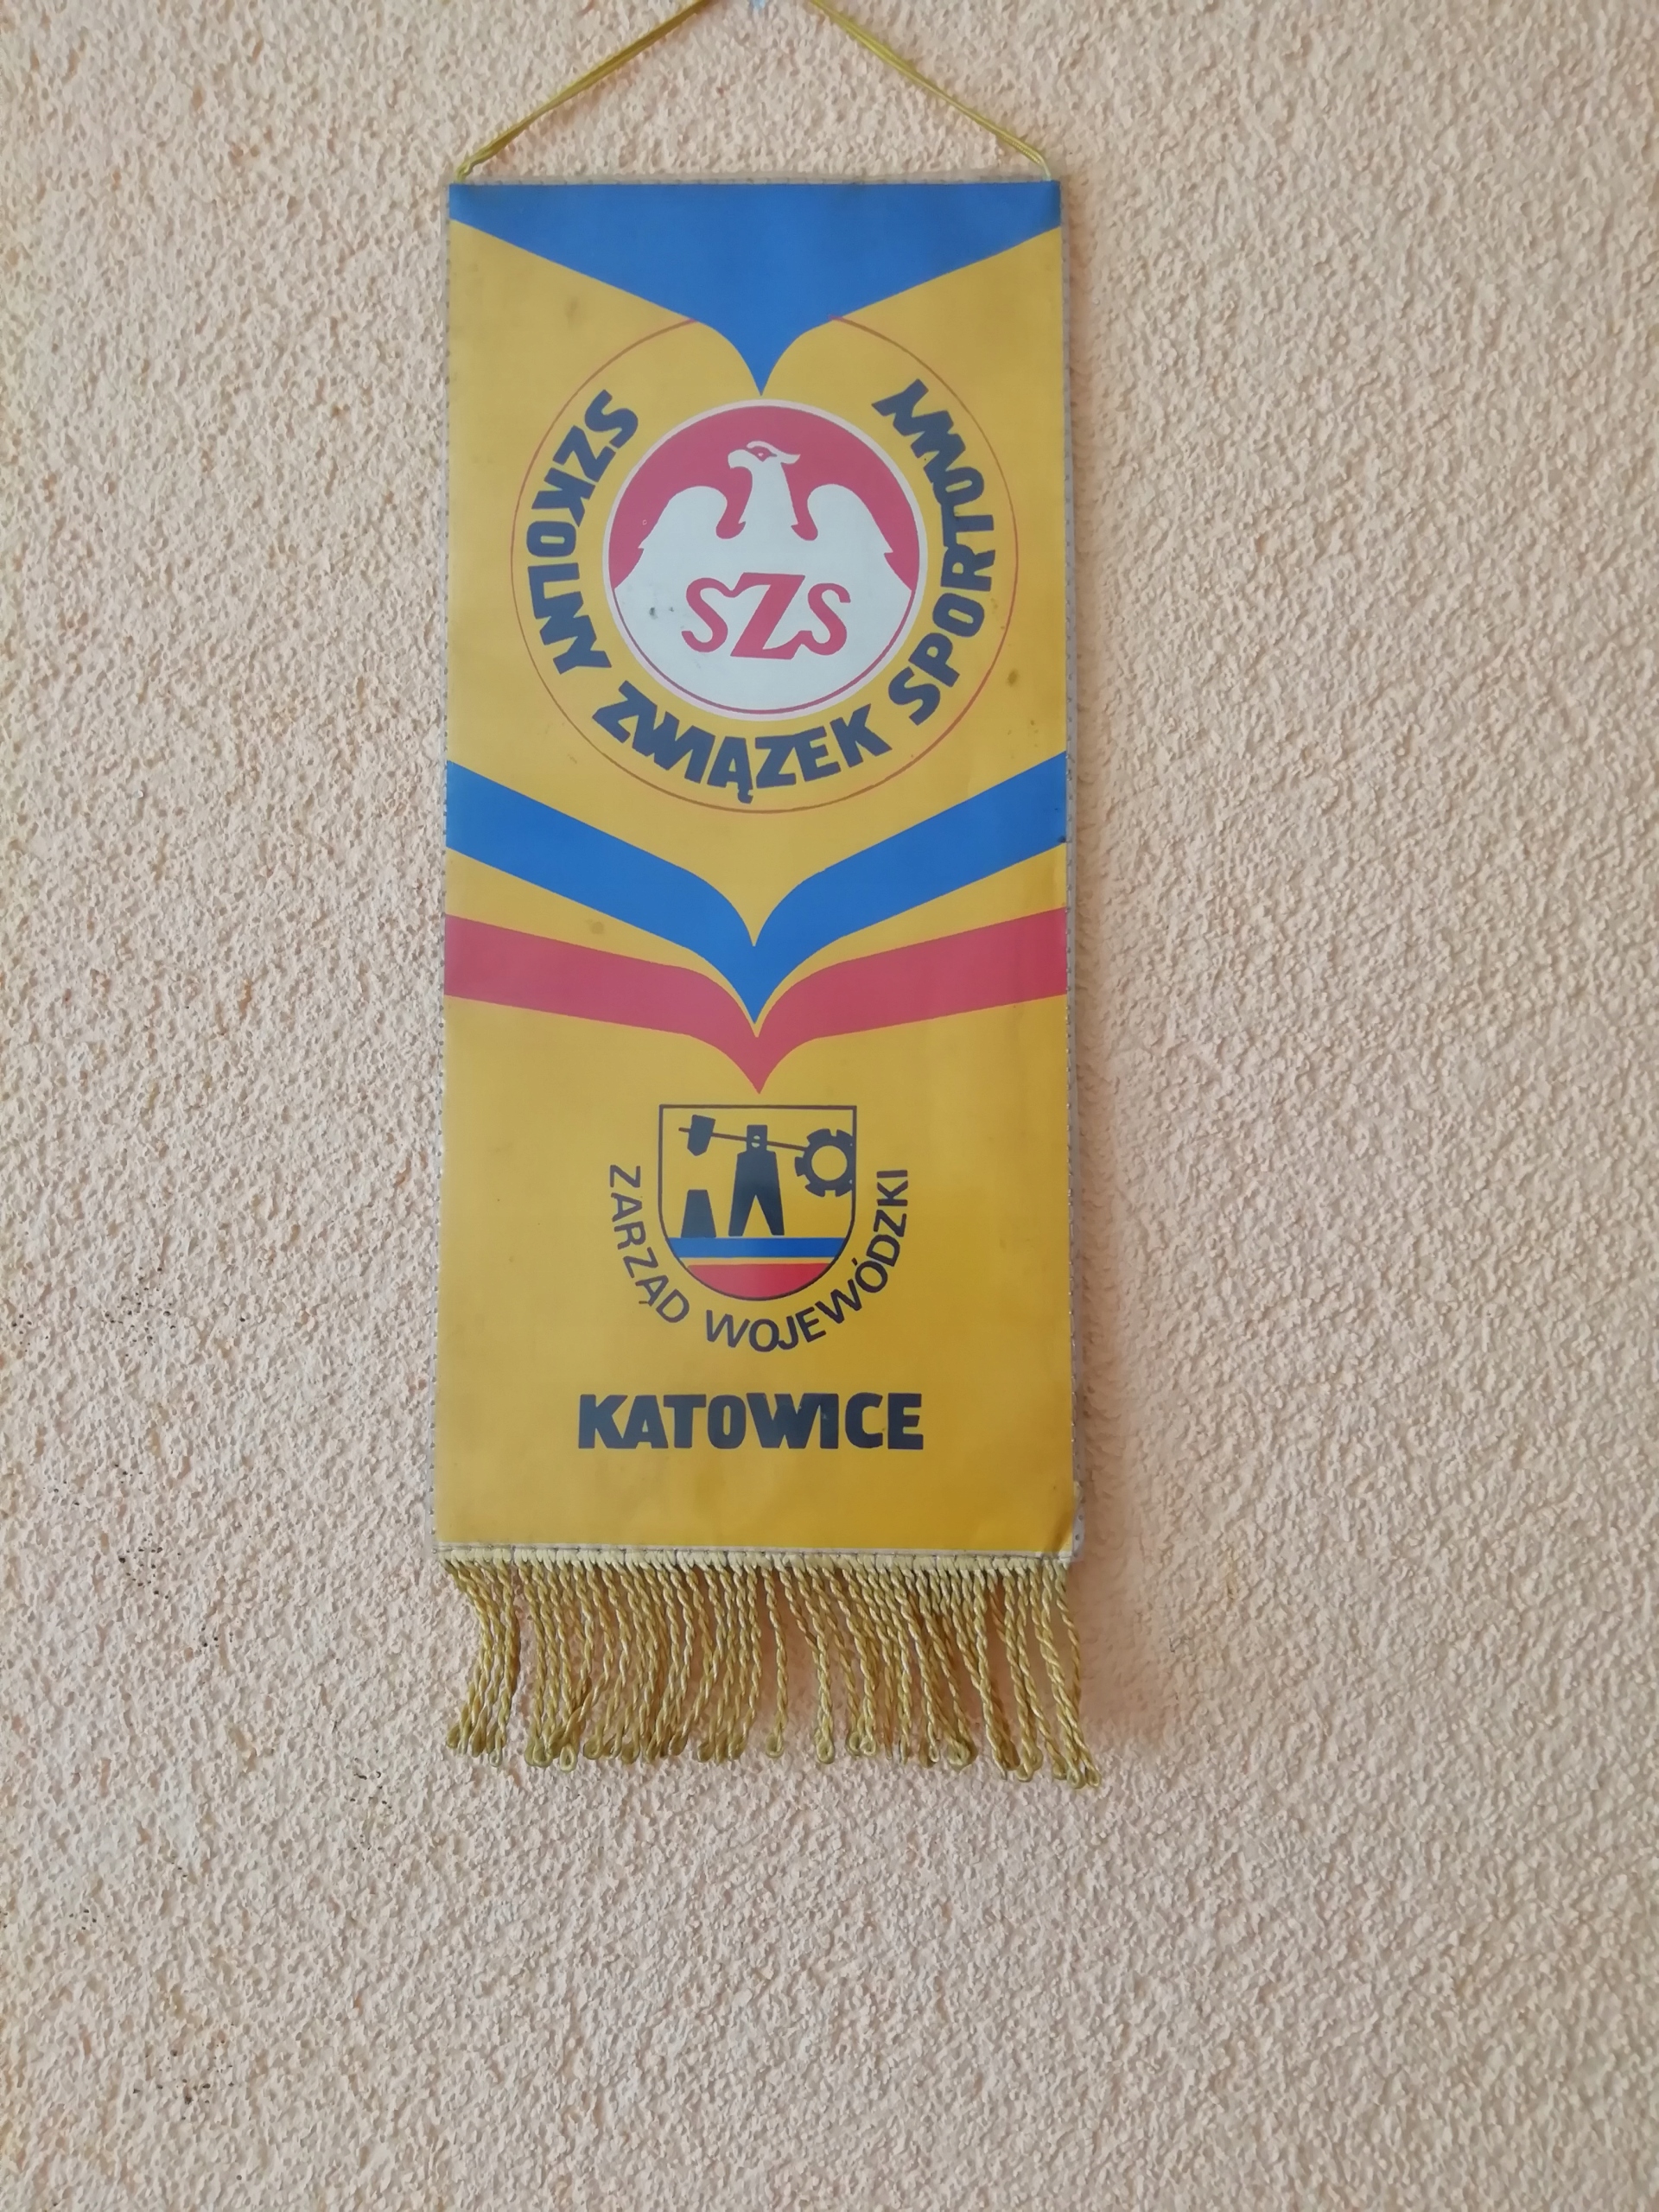 SZKOLNY ZWIĄZEK SPORTOWY
SZS
ZARZĄD WOJEWÓDZKI
KATOWICE